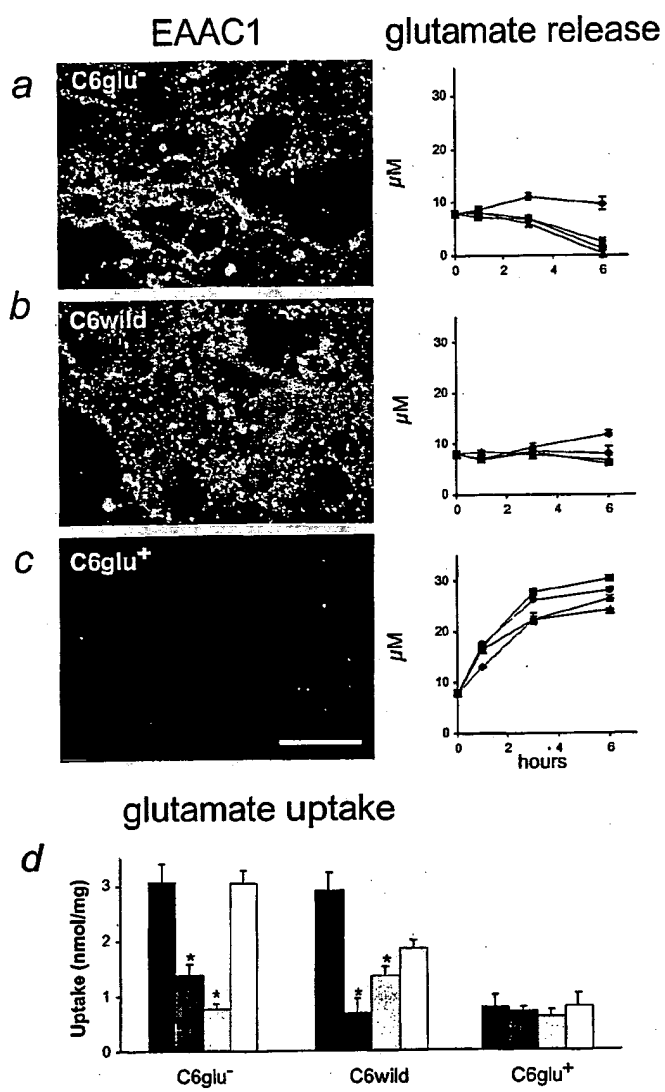 EAAC1
glutamate release
a
C6glu⁻
µM
30
20
10
0
0 2 4 6
b
C6wild
µM
30
20
10
0
0 2 4 6
c
C6glu⁺
µM
30
20
10
0
0 2 4 6
hours
glutamate uptake
d
Uptake (nmol/mg)
3
2
1
0
* * * *
C6glu⁻ C6wild C6glu⁺